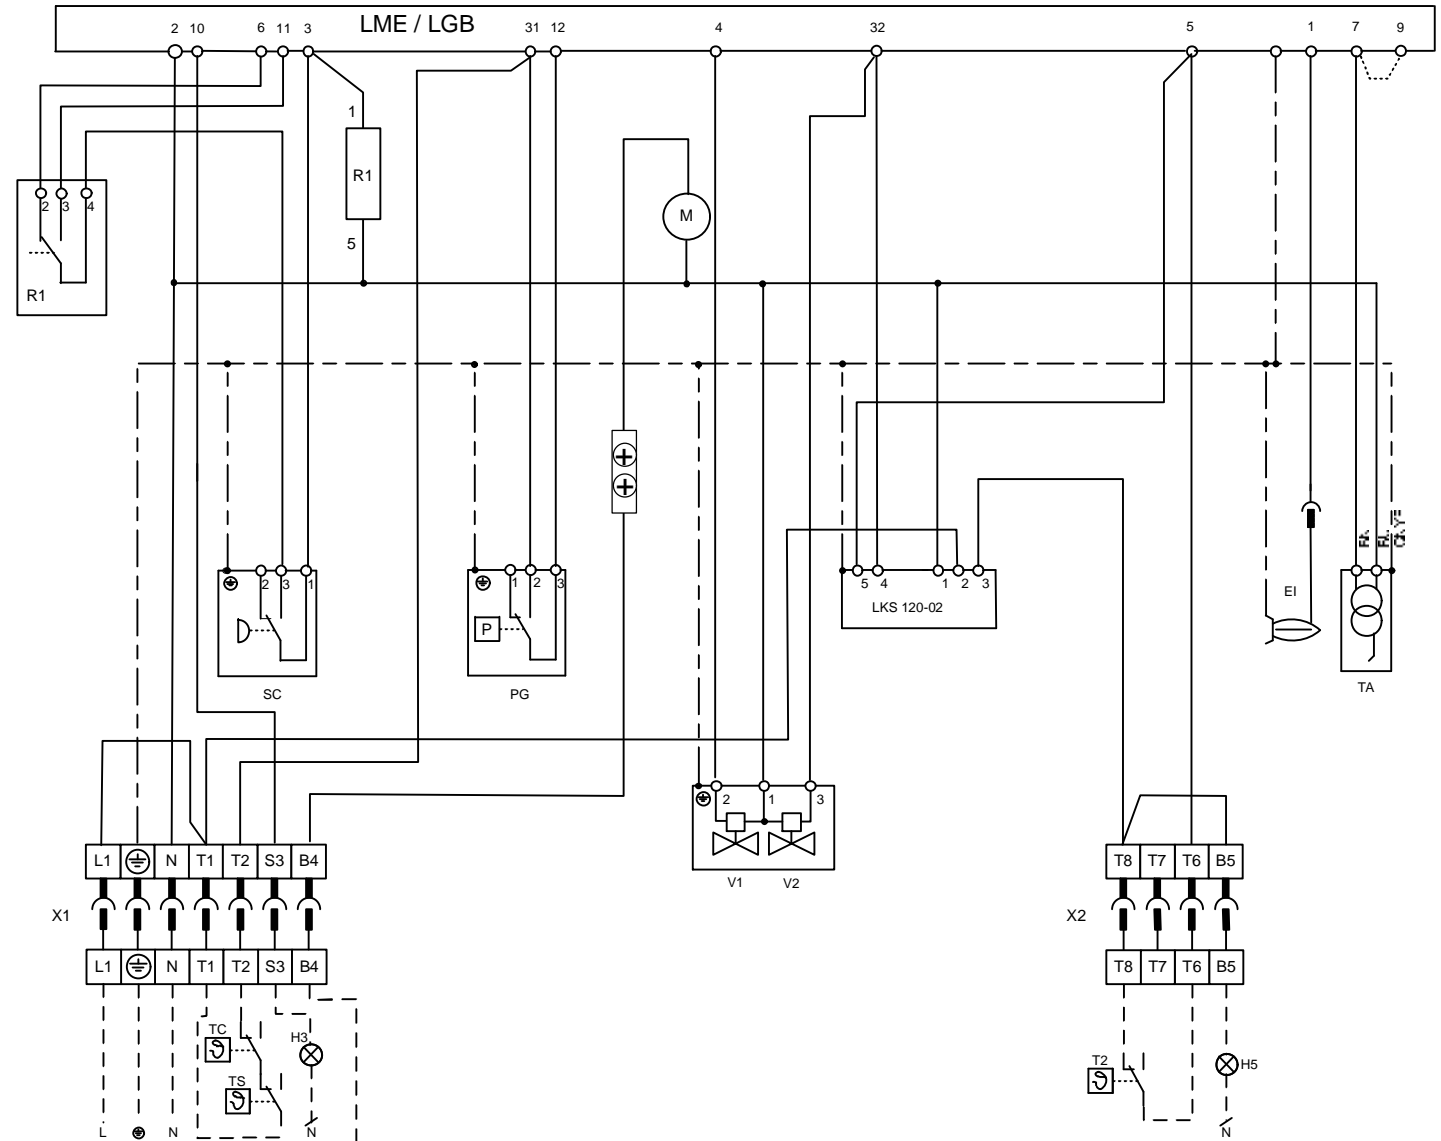 LME / LGB
2 10 6 11 3 31 12 4 32 5 1 7 9
1
R1
5
M
2 3 4
R1
2 3 1
SC
1 2 3
P
PG
5 4 1 2 3
LKS 120-02
EI
TA
2 1 3
V1 V2
L1 N T1 T2 S3 B4
T8 T7 T6 B5
X1
X2
L1 N T1 T2 S3 B4
T8 T7 T6 B5
TC
H3
TS
T2
H5
L N N
N